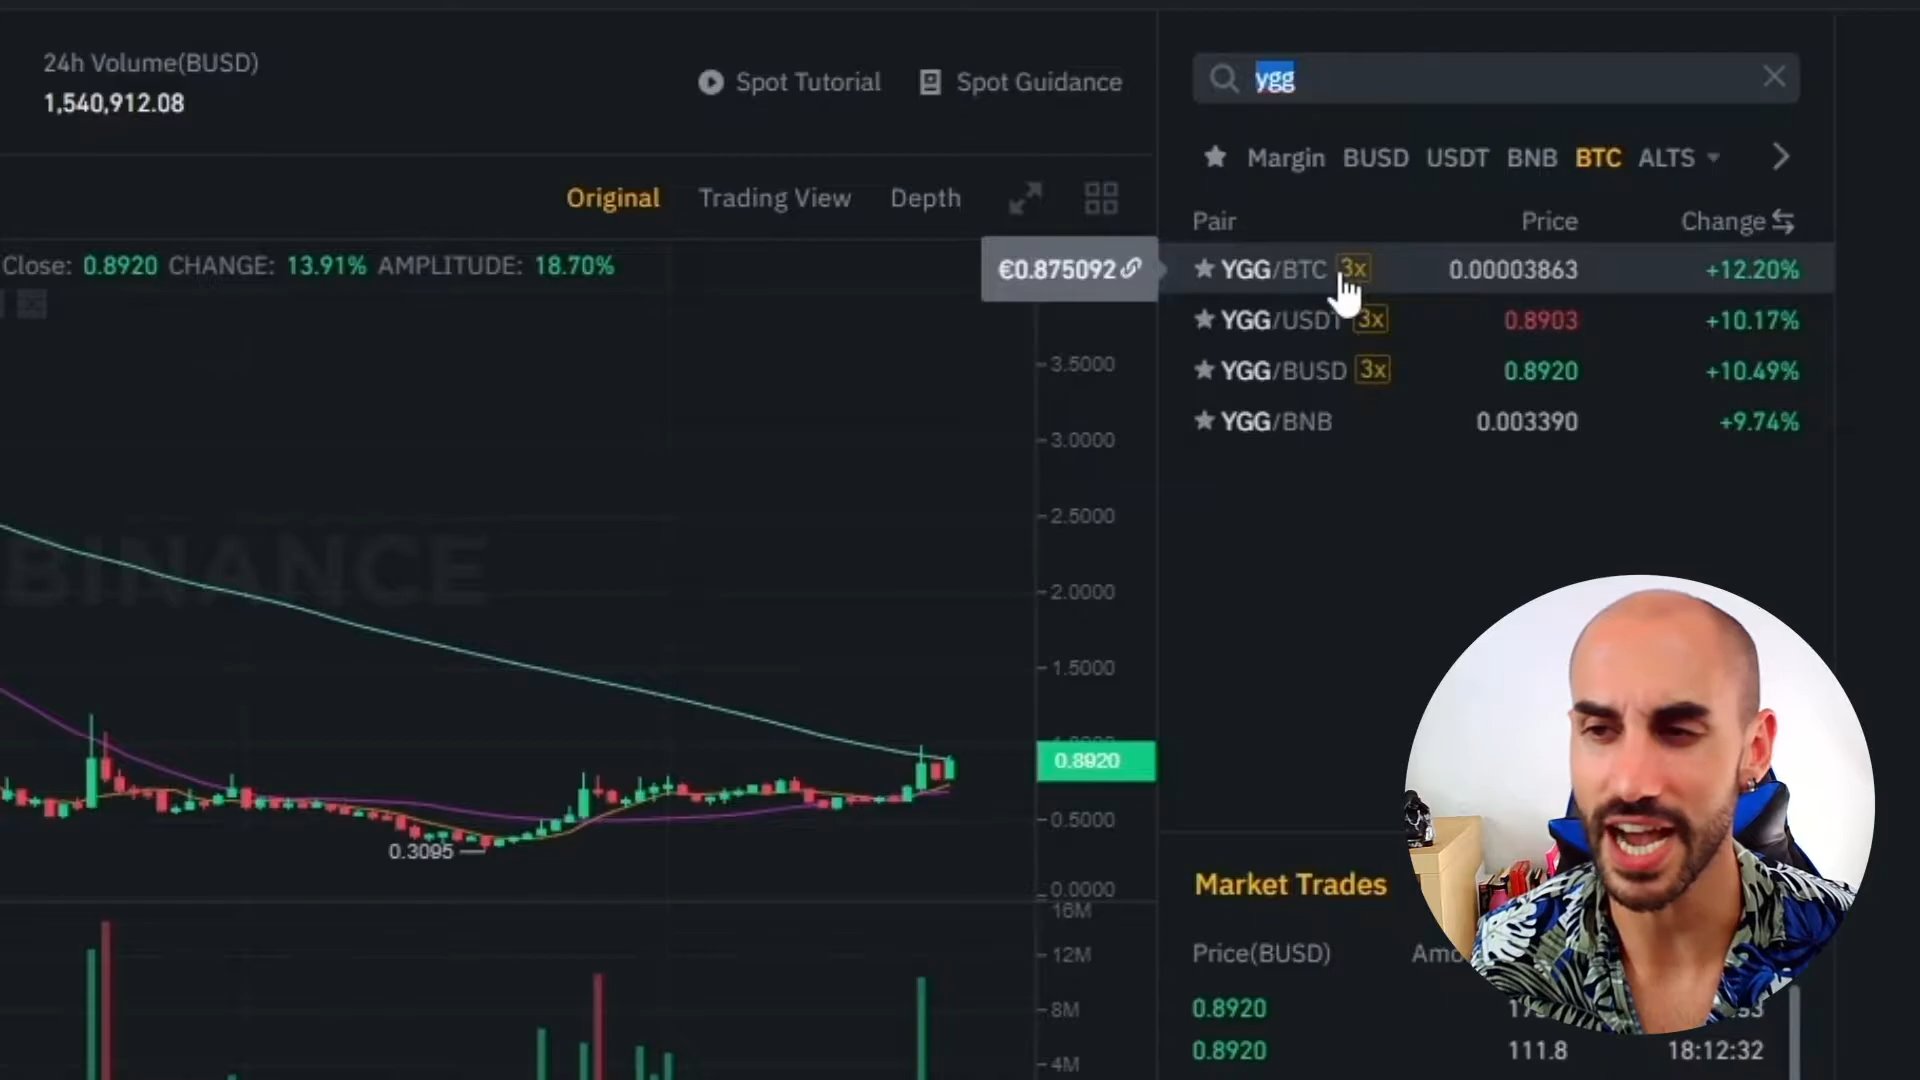 24h Volume(BUSD)
1,540,912.08
Spot Tutorial
Spot Guidance
ygg
Margin BUSD USDT BNB BTC ALTS
Original Trading View Depth
Pair Price Change
Close: 0.8920 CHANGE: 13.91% AMPLITUDE: 18.70%
€0.875092
YGG/BTC 3x 0.00003863 +12.20%
YGG/USDT 3x 0.8903 +10.17%
YGG/BUSD 3x 0.8920 +10.49%
YGG/BNB 0.003390 +9.74%
3.5000
3.0000
2.5000
2.0000
1.5000
0.8920
0.5000
0.0000
BINANCE
0.3095
16M
12M
8M
4M
Market Trades
Price(BUSD)
0.8920
0.8920 111.8 18:12:32